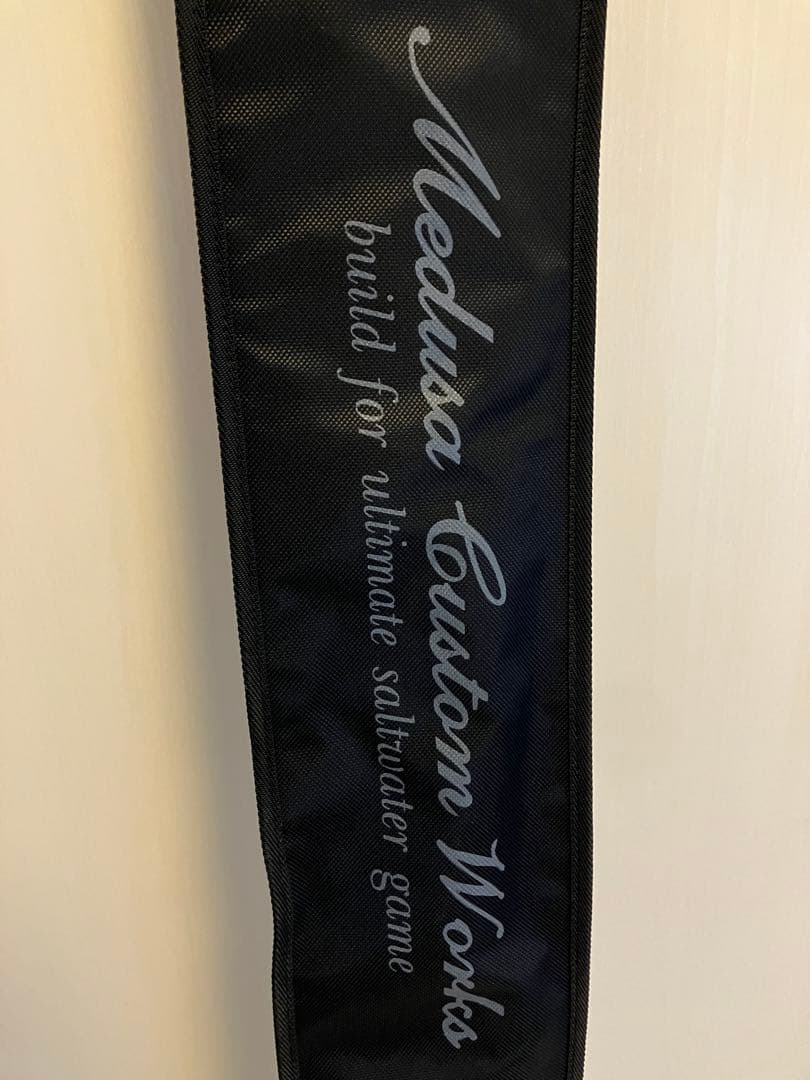 Medusa Custom Works
build for ultimate saltwater game